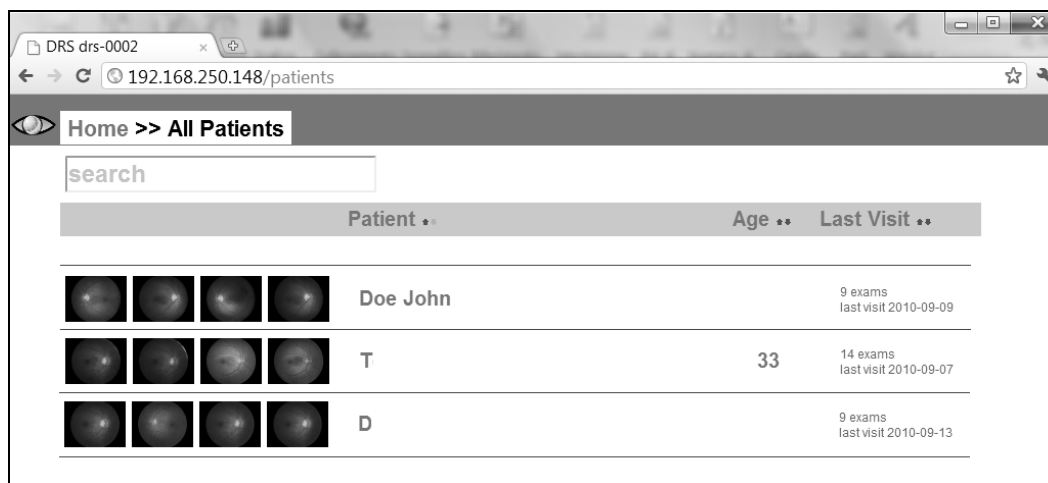 DRS drs-0002
192.168.250.148/patients
Home >> All Patients
search
Patient Age Last Visit
Doe John 9 exams
last visit 2010-09-09
T 33 14 exams
last visit 2010-09-07
D 9 exams
last visit 2010-09-13